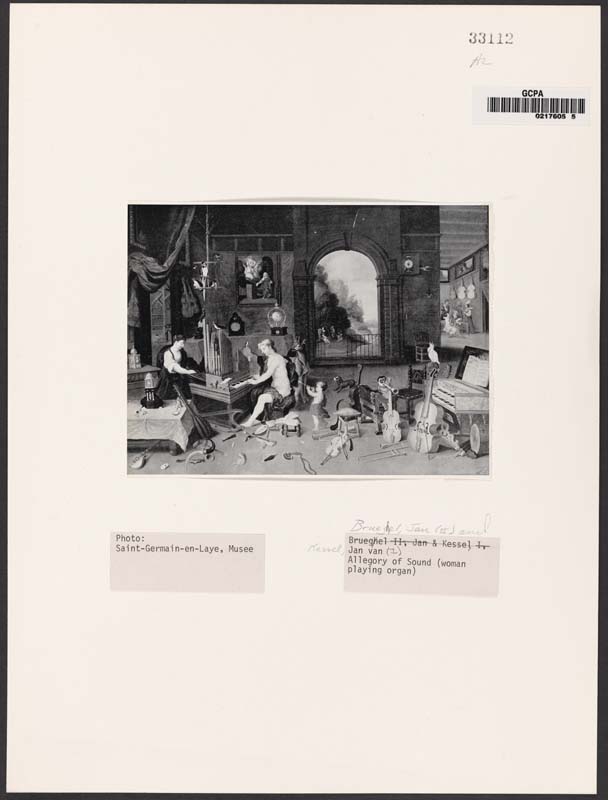 33112
A2
GCPA
0217605 5
Photo:
Saint-Germain-en-Laye, Musee
Brueghel, Jan (II) and
Kessel,
Brueghel II, Jan & Kessel I,
Jan van (I)
Allegory of Sound (woman
playing organ)